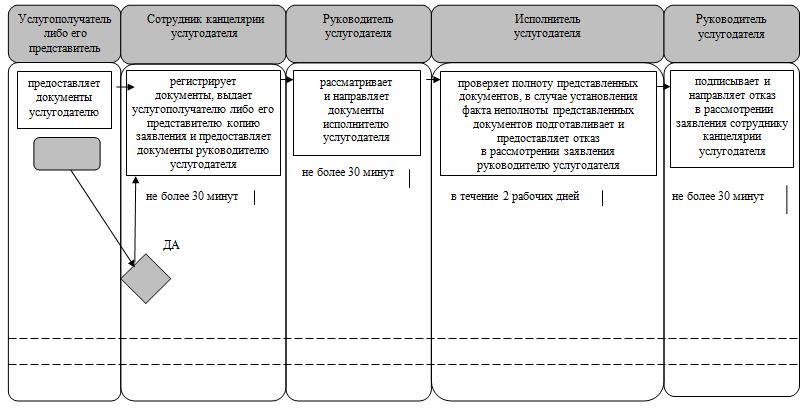 Услугополучатель
либо его
представитель
Сотрудник канцелярии
услугодателя
Руководитель
услугодателя
Исполнитель
услугодателя
Руководитель
услугодателя
предоставляет
документы
услугодателю
регистрирует
документы, выдает
услугополучателю либо его
представителю копию
заявления и предоставляет
документы руководителю
услугодателя
рассматривает
и направляет
документы
исполнителю
услугодателя
проверяет полноту представленных
документов, в случае установления
факта неполноты представленных
документов подготавливает и
предоставляет отказ
в рассмотрении заявления
руководителю услугодателя
подписывает и
направляет отказ
в рассмотрении
заявления сотруднику
канцелярии
услугодателя
не более 30 минут
не более 30 минут
в течение 2 рабочих дней
не более 30 минут
ДА